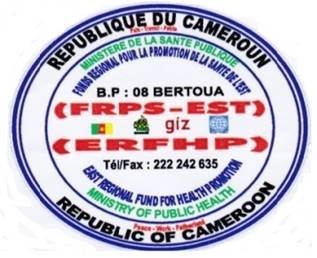 REPUBLIQUE DU CAMEROUN
Paix - Travail - Patrie
MINISTERE DE LA SANTE PUBLIQUE
FONDS REGIONAL POUR LA PROMOTION DE LA SANTE DE L'EST
B.P : 08 BERTOUA
(FRPS-EST)
giz
(ERFHP)
Tél/Fax : 222 242 635
EAST REGIONAL FUND FOR HEALTH PROMOTION
MINISTRY OF PUBLIC HEALTH
Peace - Work - Fatherland
REPUBLIC OF CAMEROON